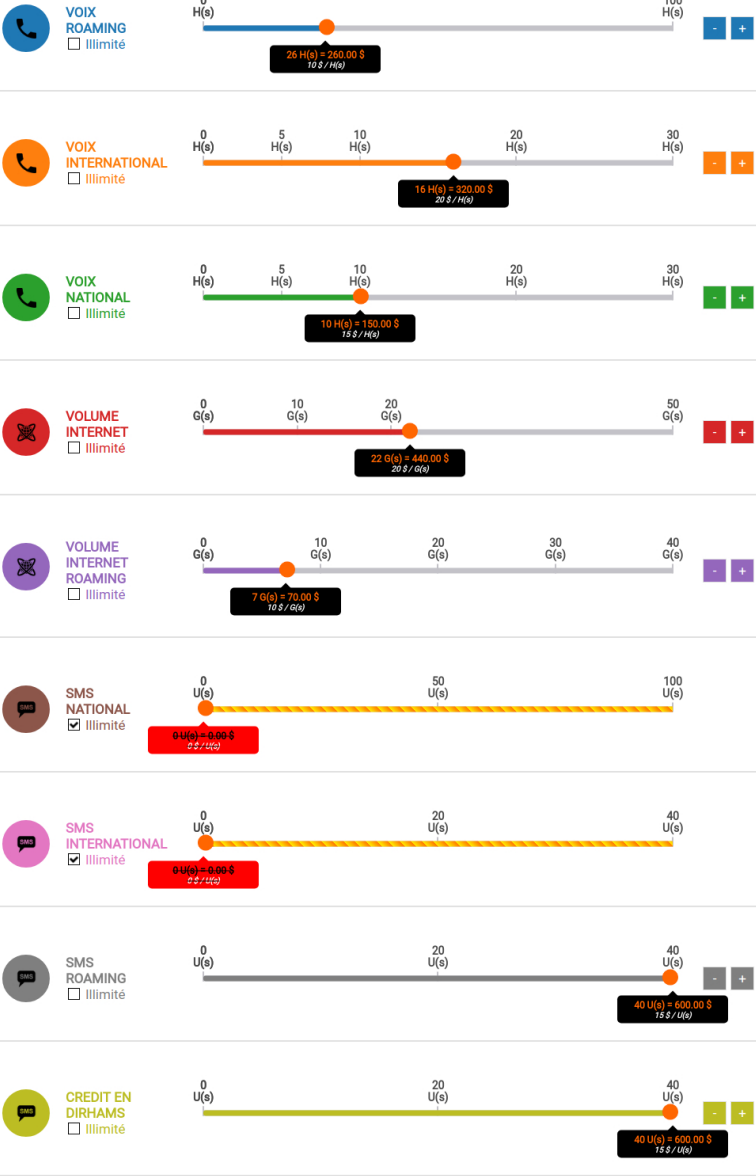 VOIX
ROAMING
Illimité
0 100
H(s) H(s)
- +
26 H(s) = 260.00 $
10 $ / H(s)
VOIX
INTERNATIONAL
Illimité
0 5 10 20 30
H(s) H(s) H(s) H(s) H(s)
- +
16 H(s) = 320.00 $
20 $ / H(s)
VOIX
NATIONAL
Illimité
0 5 10 20 30
H(s) H(s) H(s) H(s) H(s)
- +
10 H(s) = 150.00 $
15 $ / H(s)
VOLUME
INTERNET
Illimité
0 10 20 50
G(s) G(s) G(s) G(s)
- +
22 G(s) = 440.00 $
20 $ / G(s)
VOLUME
INTERNET
ROAMING
Illimité
0 10 20 30 40
G(s) G(s) G(s) G(s) G(s)
- +
7 G(s) = 70.00 $
10 $ / G(s)
SMS
SMS
NATIONAL
Illimité
0 50 100
U(s) U(s) U(s)
0 U(s) = 0.00 $
0 $ / U(s)
SMS
SMS
INTERNATIONAL
Illimité
0 20 40
U(s) U(s) U(s)
0 U(s) = 0.00 $
0 $ / U(s)
SMS
SMS
ROAMING
Illimité
0 20 40
U(s) U(s) U(s)
- +
40 U(s) = 600.00 $
15 $ / U(s)
SMS
CREDIT EN
DIRHAMS
Illimité
0 20 40
U(s) U(s) U(s)
- +
40 U(s) = 600.00 $
15 $ / U(s)